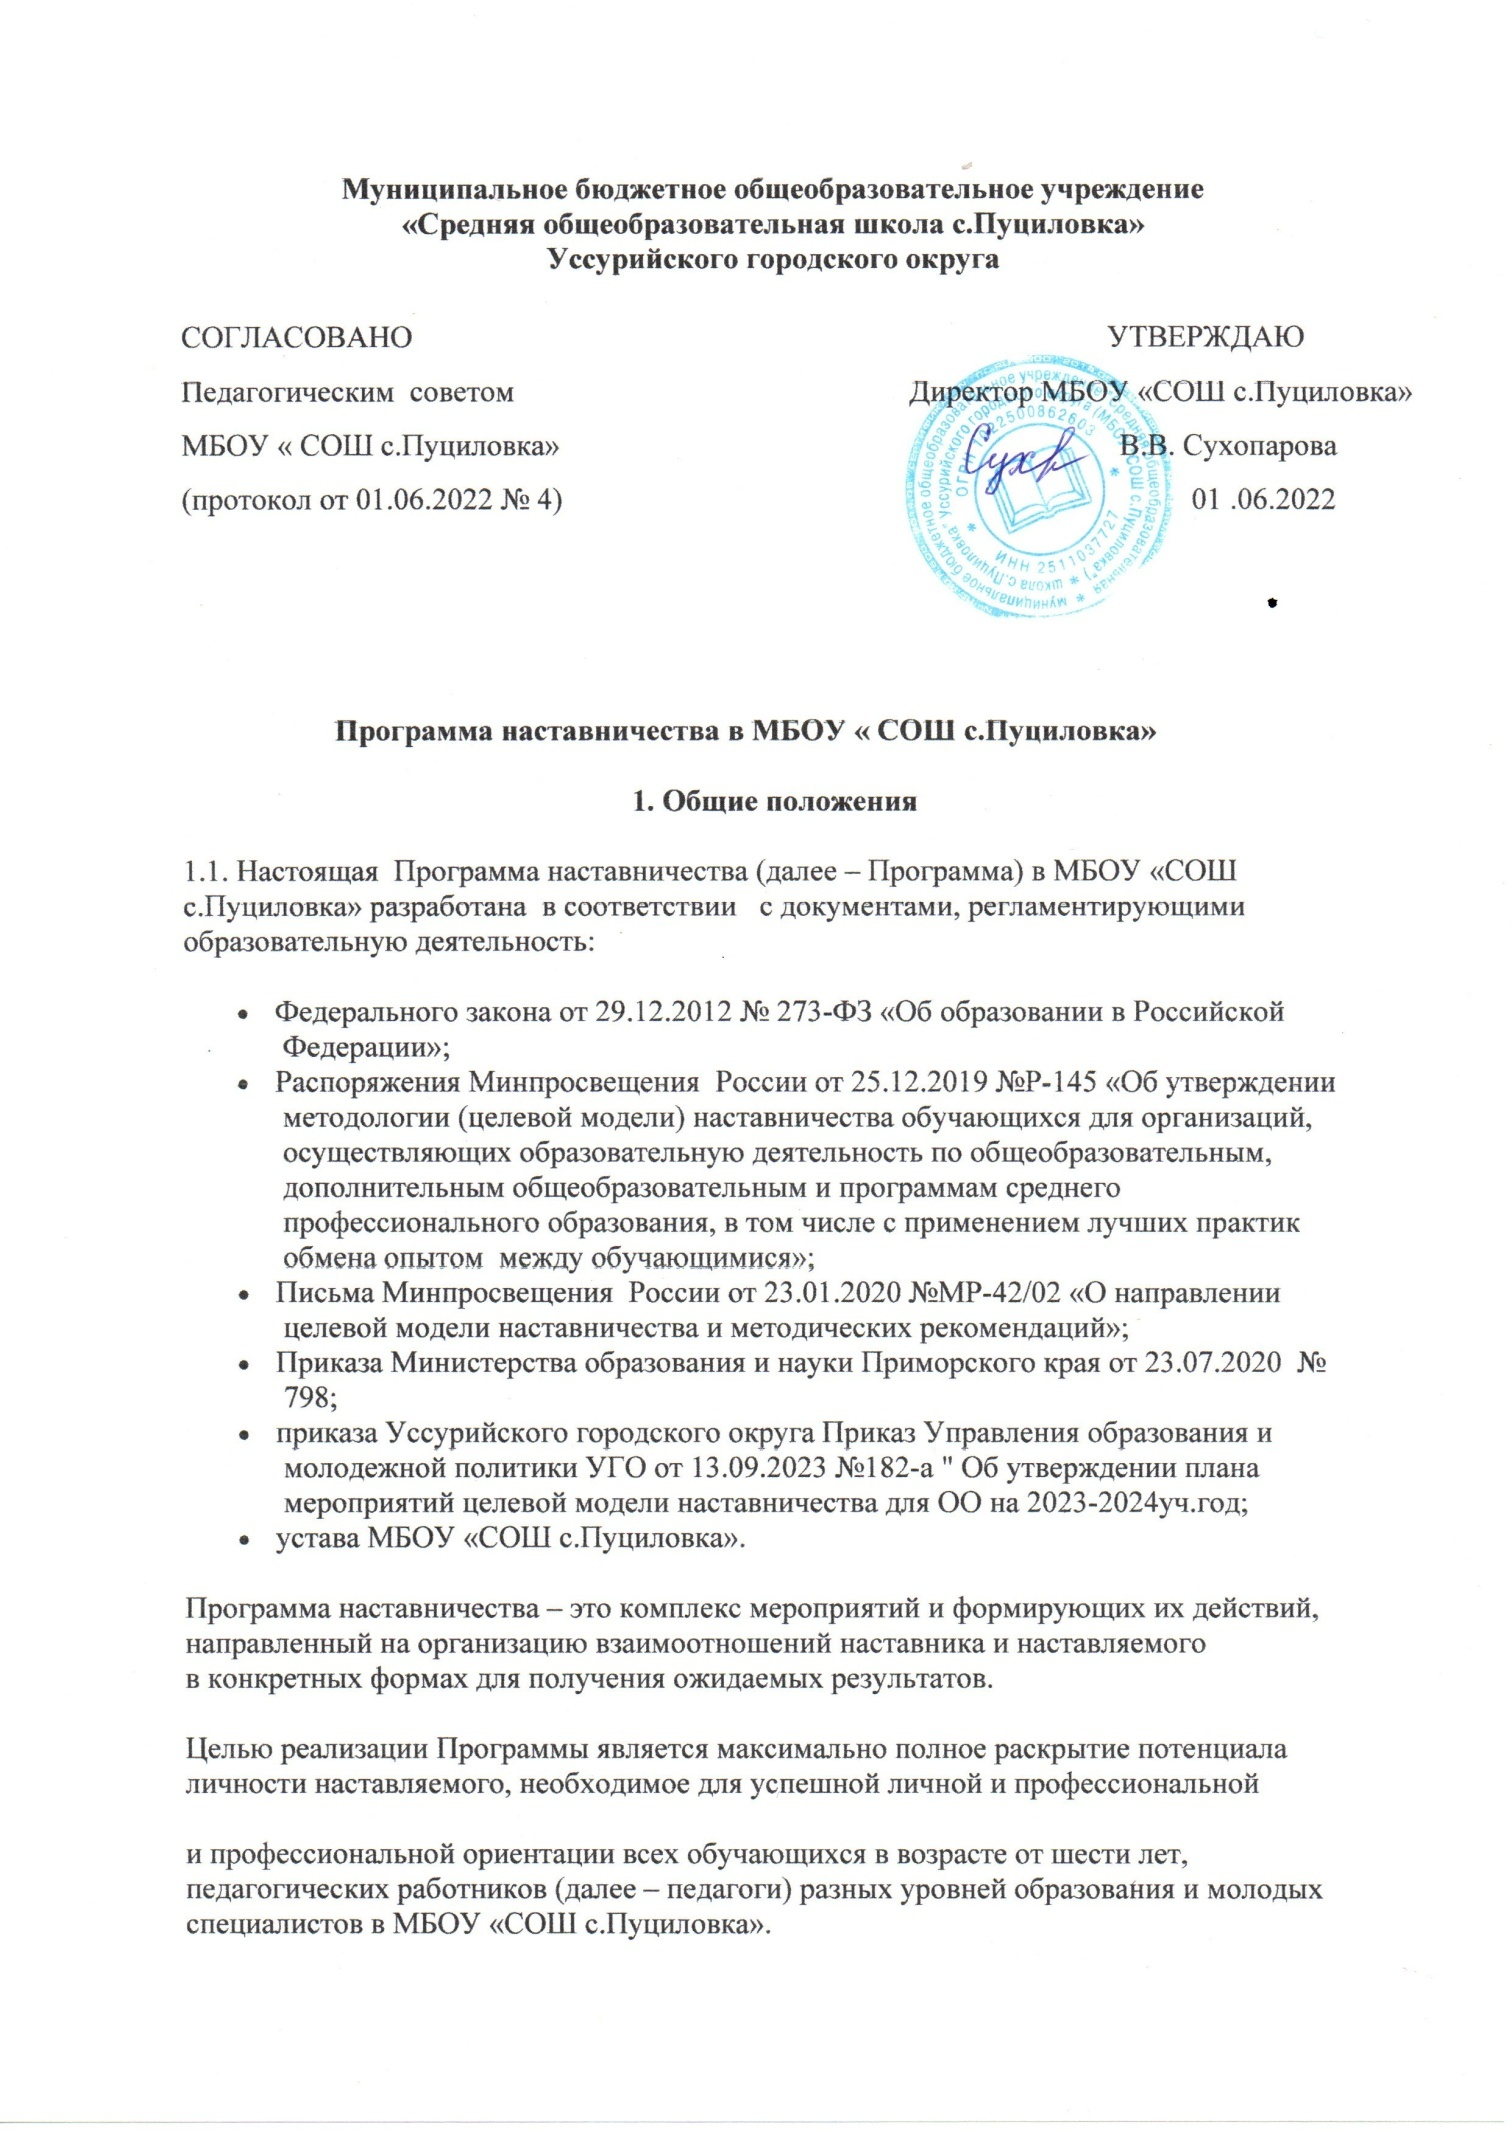 Муниципальное бюджетное общеобразовательное учреждение
«Средняя общеобразовательная школа с.Пуциловка»
Уссурийского городского округа
СОГЛАСОВАНО
Педагогическим советом
МБОУ « СОШ с.Пуциловка»
(протокол от 01.06.2022 № 4)
УТВЕРЖДАЮ
Директор МБОУ «СОШ с.Пуциловка»
В.В. Сухопарова
01 .06.2022
ИНН 2511037727
Программа наставничества в МБОУ « СОШ с.Пуциловка»
1. Общие положения
1.1. Настоящая Программа наставничества (далее – Программа) в МБОУ «СОШ
с.Пуциловка» разработана в соответствии с документами, регламентирующими
образовательную деятельность:
• Федерального закона от 29.12.2012 № 273-ФЗ «Об образовании в Российской
Федерации»;
• Распоряжения Минпросвещения России от 25.12.2019 №Р-145 «Об утверждении
методологии (целевой модели) наставничества обучающихся для организаций,
осуществляющих образовательную деятельность по общеобразовательным,
дополнительным общеобразовательным и программам среднего
профессионального образования, в том числе с применением лучших практик
обмена опытом между обучающимися»;
• Письма Минпросвещения России от 23.01.2020 №МР-42/02 «О направлении
целевой модели наставничества и методических рекомендаций»;
• Приказа Министерства образования и науки Приморского края от 23.07.2020 №
798;
• приказа Уссурийского городского округа Приказ Управления образования и
молодежной политики УГО от 13.09.2023 №182-а " Об утверждении плана
мероприятий целевой модели наставничества для ОО на 2023-2024уч.год;
• устава МБОУ «СОШ с.Пуциловка».
Программа наставничества – это комплекс мероприятий и формирующих их действий,
направленный на организацию взаимоотношений наставника и наставляемого
в конкретных формах для получения ожидаемых результатов.
Целью реализации Программы является максимально полное раскрытие потенциала
личности наставляемого, необходимое для успешной личной и профессиональной
и профессиональной ориентации всех обучающихся в возрасте от шести лет,
педагогических работников (далее – педагоги) разных уровней образования и молодых
специалистов в МБОУ «СОШ с.Пуциловка».